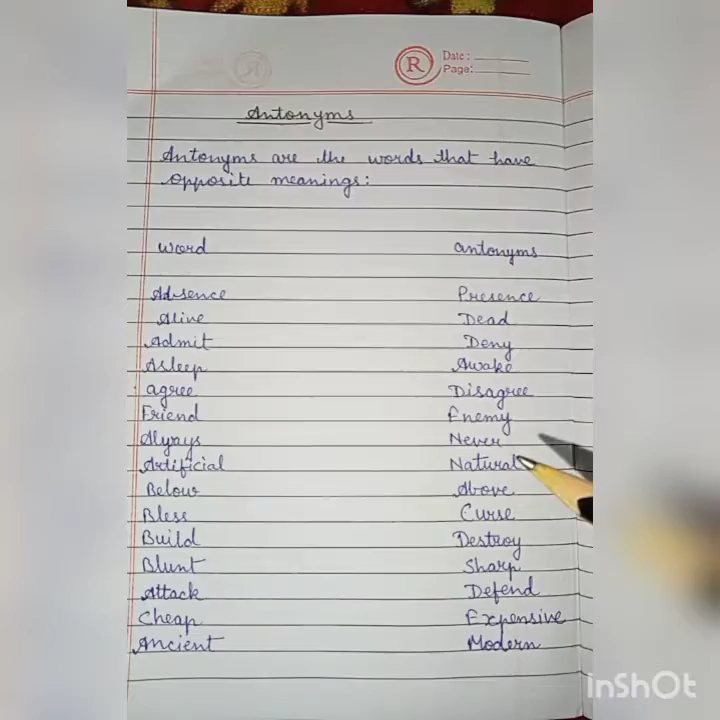 R Date:
Page:
Antonyms
Antonyms are the words that have
opposite meanings:
word antonyms
Absence Presence
Alive Dead
Admit Deny
Asleep Awake
agree Disagree
Friend Enemy
Always Never
Artificial Natural
Below Above
Bless Curse
Build Destroy
Blunt Sharp
Attack Defend
Cheap Expensive
Ancient Modern
InShOt